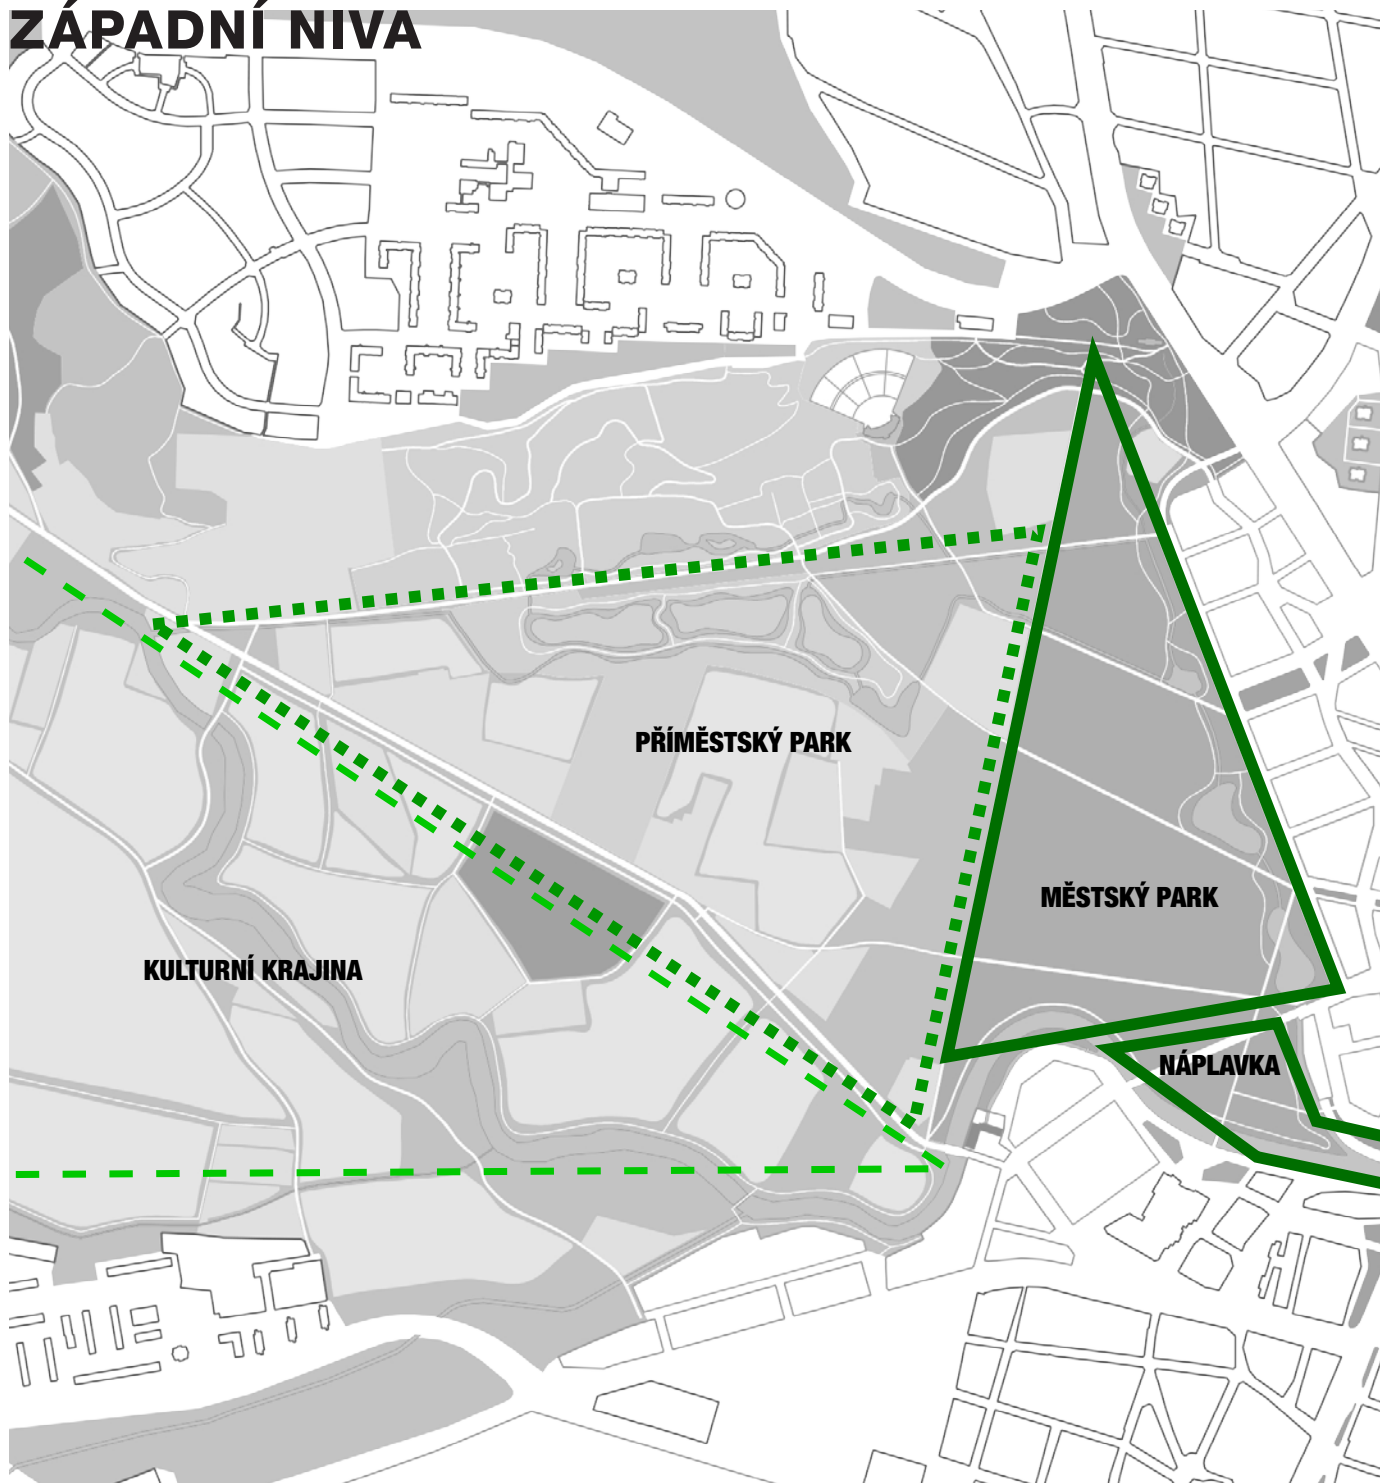 ZÁPADNÍ NIVA
PŘÍMĚSTSKÝ PARK
MĚSTSKÝ PARK
KULTURNÍ KRAJINA
NÁPLAVKA